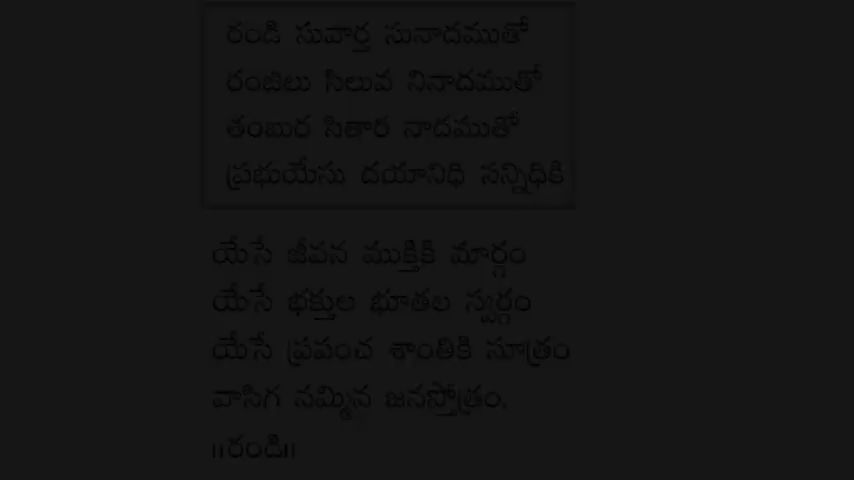 రండి సువార్త సునాదముతో
రంజిలు సిలువ నినాదముతో
తంబుర సితార నాదముతో
ప్రభుయేసు దయానిధి సన్నిధికి
యేసే జీవన ముక్తికి మార్గం
యేసే భక్తుల భూతల స్వర్గం
యేసే ప్రపంచ శాంతికి సూత్రం
వాసిగ నమ్మిన జనస్తోత్రం.
॥రండి॥